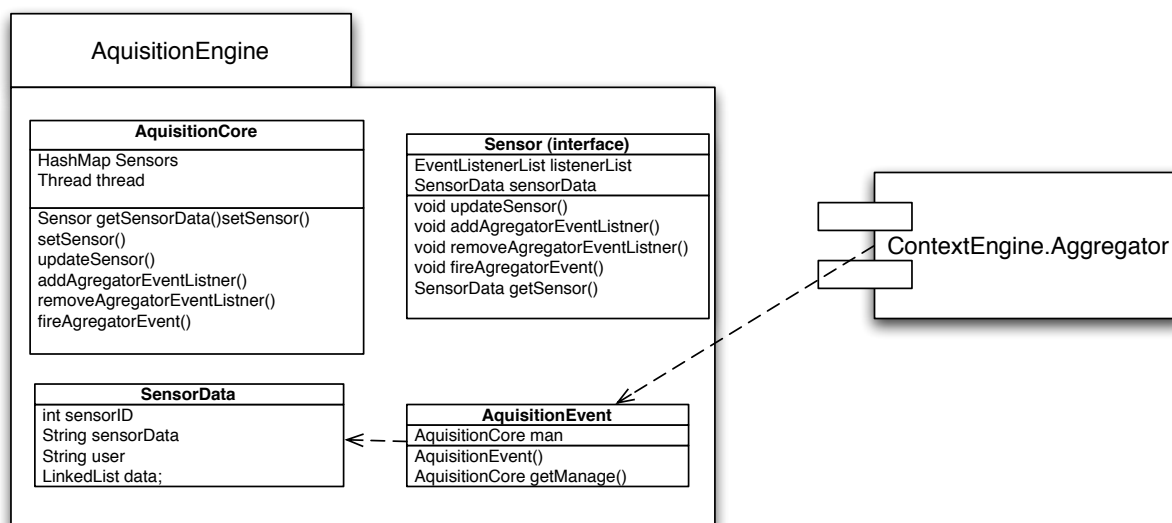 AquisitionEngine
AquisitionCore
HashMap Sensors
Thread thread
Sensor getSensorData()setSensor()
setSensor()
updateSensor()
addAgregatorEventListner()
removeAgregatorEventListner()
fireAgregatorEvent()
Sensor (interface)
EventListenerList listenerList
SensorData sensorData
void updateSensor()
void addAgregatorEventListner()
void removeAgregatorEventListner()
void fireAgregatorEvent()
SensorData getSensor()
ContextEngine.Aggregator
SensorData
int sensorID
String sensorData
String user
LinkedList data;
AquisitionEvent
AquisitionCore man
AquisitionEvent()
AquisitionCore getManage()